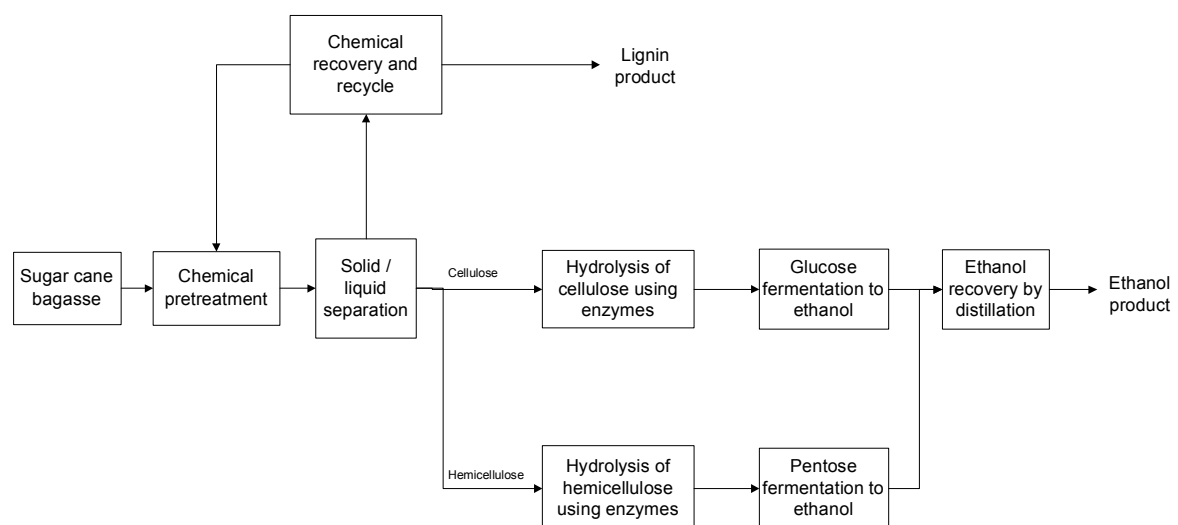 Chemical
recovery and
recycle
Lignin
product
Sugar cane
bagasse
Chemical
pretreatment
Solid /
liquid
separation
Cellulose
Hydrolysis of
cellulose using
enzymes
Glucose
fermentation to
ethanol
Ethanol
recovery by
distillation
Ethanol
product
Hemicellulose
Hydrolysis of
hemicellulose
using enzymes
Pentose
fermentation to
ethanol